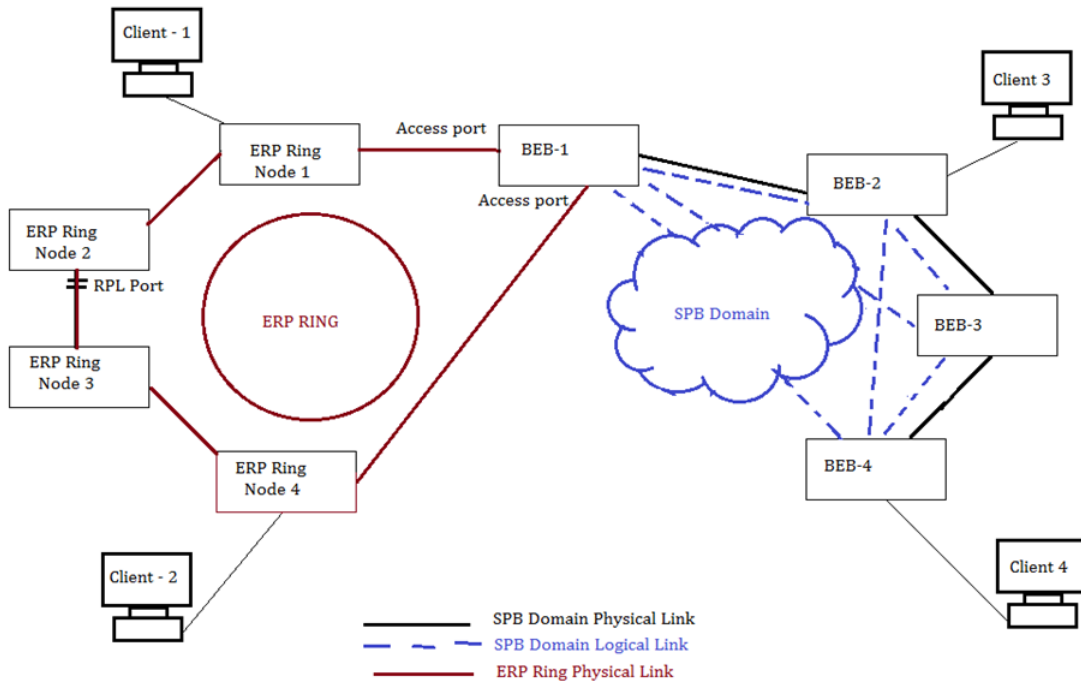 Client - 1
Client 3
Access port
ERP Ring
Node 1
BEB-1
BEB-2
Access port
ERP Ring
Node 2
RPL Port
ERP RING
SPB Domain
BEB-3
ERP Ring
Node 3
ERP Ring
Node 4
BEB-4
Client - 2
Client 4
SPB Domain Physical Link
SPB Domain Logical Link
ERP Ring Physical Link